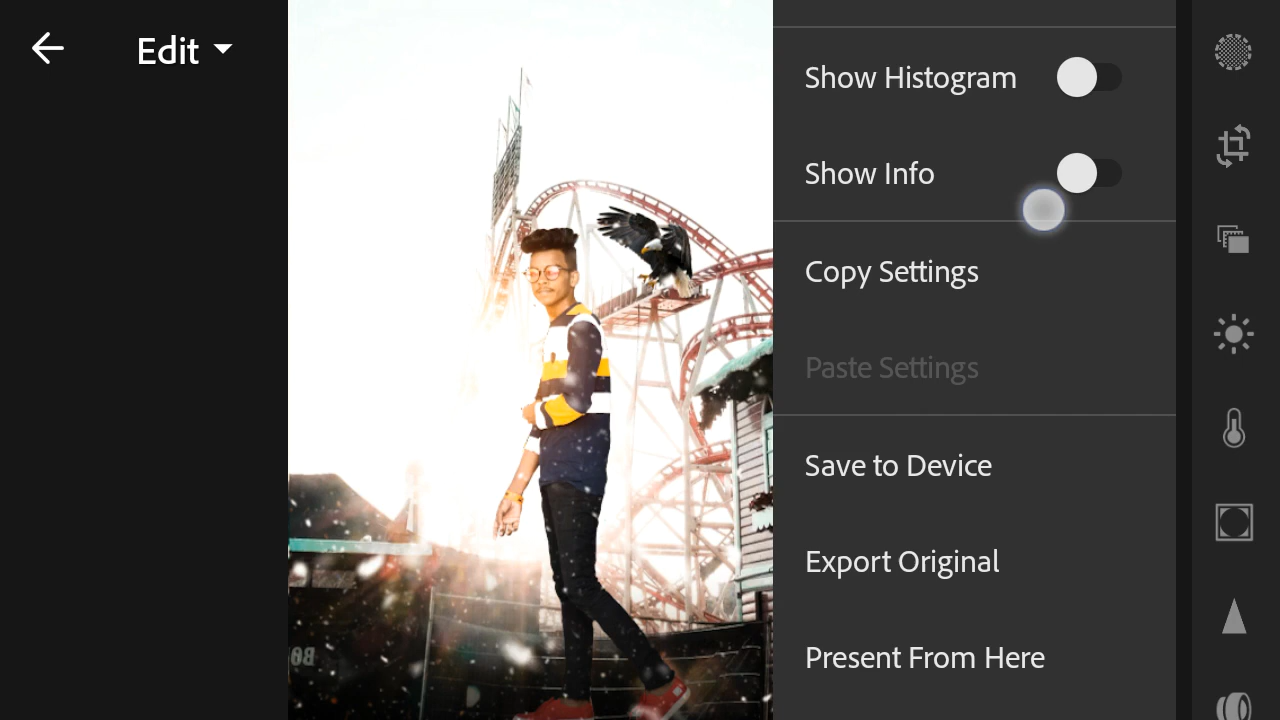 Edit
Show Histogram
Show Info
Copy Settings
Paste Settings
Save to Device
Export Original
Present From Here